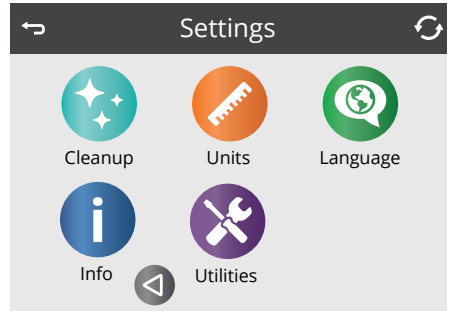 Settings
Cleanup
Units
Language
Info
Utilities